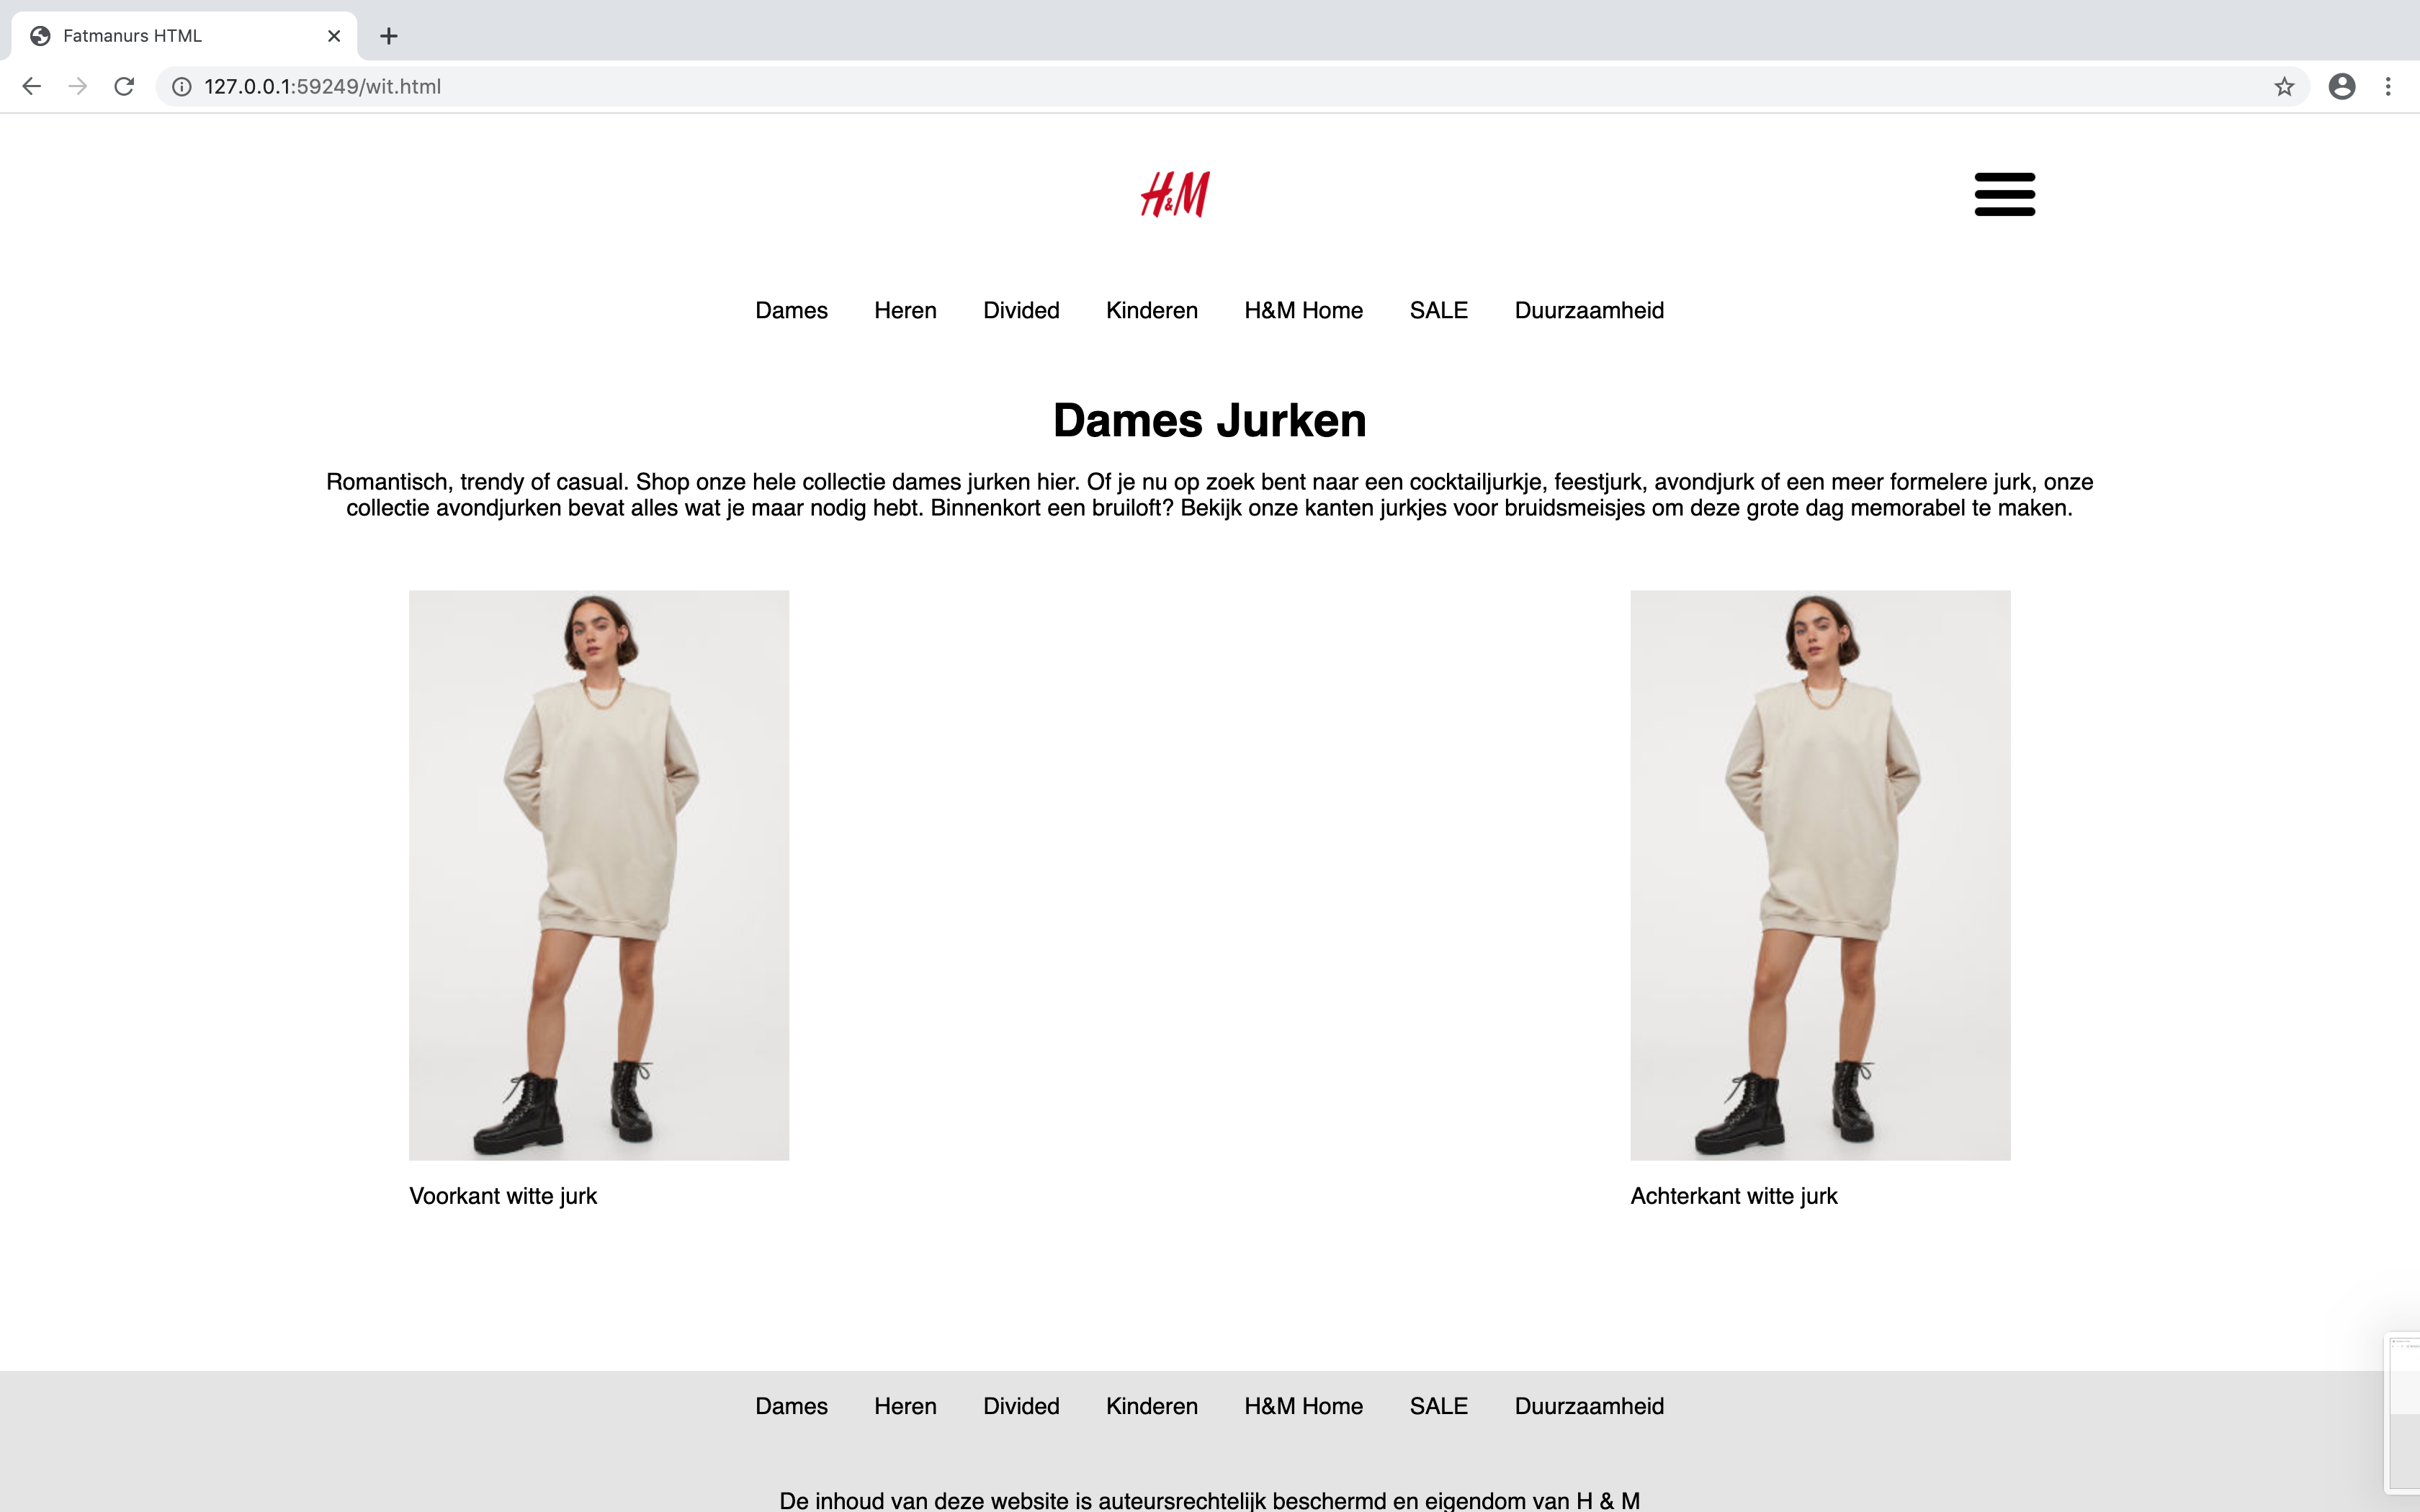 Fatmanurs HTML
127.0.0.1:59249/wit.html
H&M
Dames Heren Divided Kinderen H&M Home SALE Duurzaamheid
Dames Jurken
Romantisch, trendy of casual. Shop onze hele collectie dames jurken hier. Of je nu op zoek bent naar een cocktailjurkje, feestjurk, avondjurk of een meer formelere jurk, onze
collectie avondjurken bevat alles wat je maar nodig hebt. Binnenkort een bruiloft? Bekijk onze kanten jurkjes voor bruidsmeisjes om deze grote dag memorabel te maken.
Voorkant witte jurk
Achterkant witte jurk
Dames Heren Divided Kinderen H&M Home SALE Duurzaamheid
De inhoud van deze website is auteursrechtelijk beschermd en eigendom van H & M